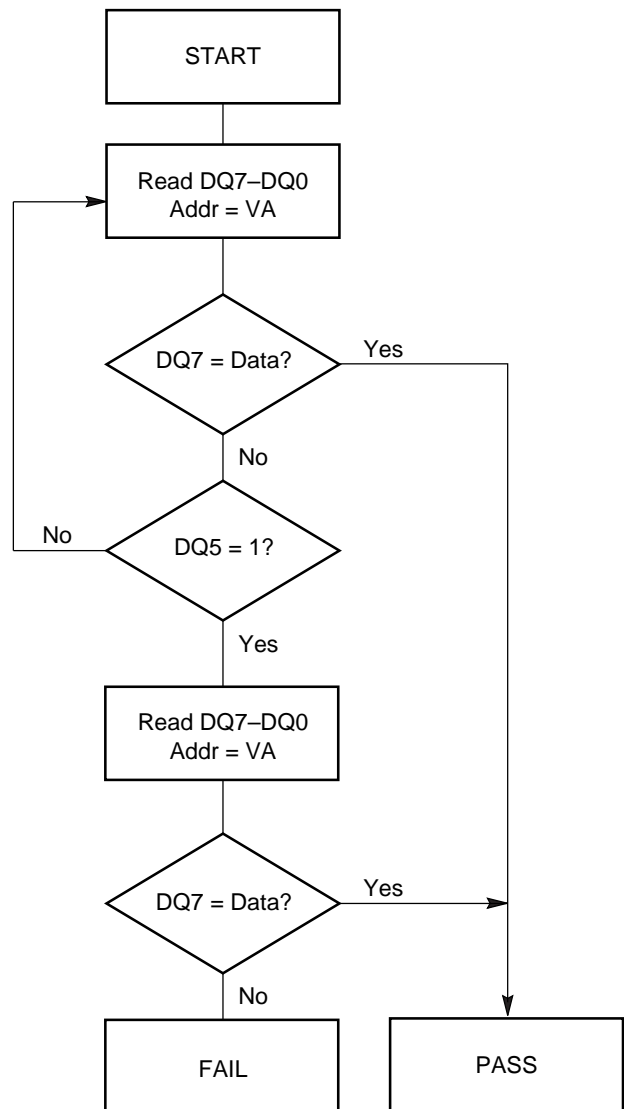 START
Read DQ7–DQ0
Addr = VA
DQ7 = Data?
Yes
No
DQ5 = 1?
No
Yes
Read DQ7–DQ0
Addr = VA
DQ7 = Data?
Yes
No
FAIL
PASS